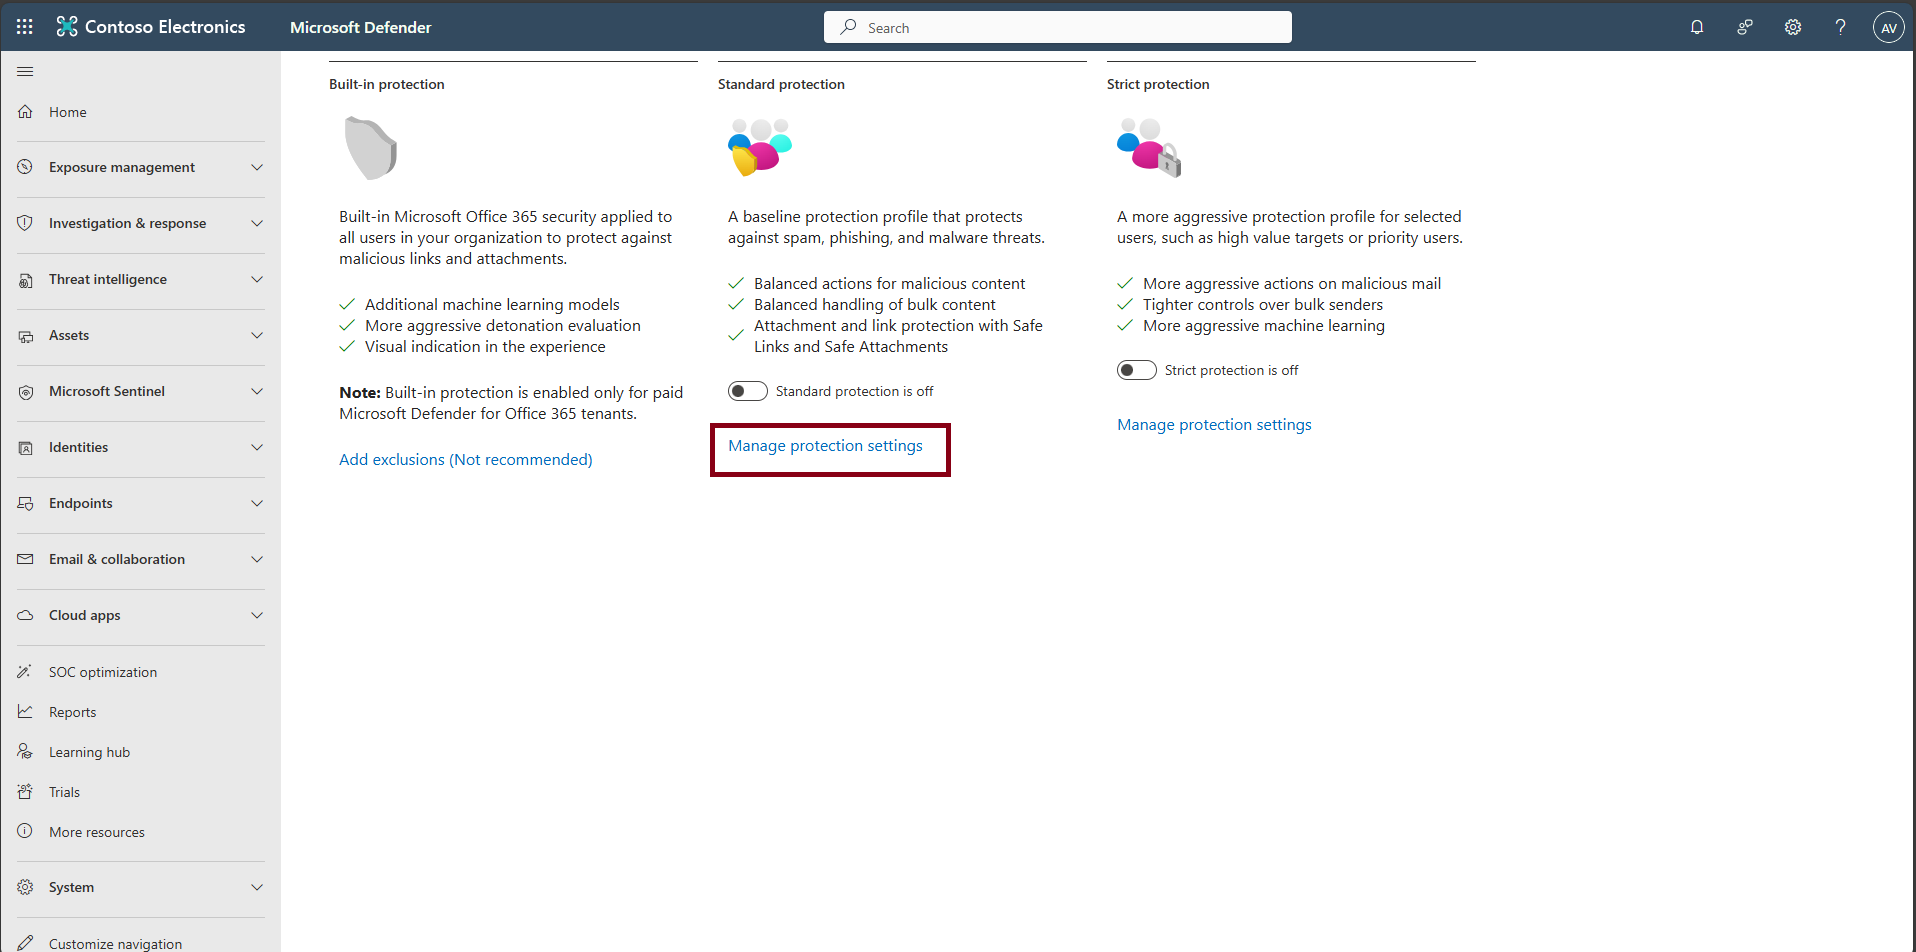 Contoso Electronics
Microsoft Defender
Search
AV
Home
Exposure management
Investigation & response
Threat intelligence
Assets
Microsoft Sentinel
Identities
Endpoints
Email & collaboration
Cloud apps
SOC optimization
Reports
Learning hub
Trials
More resources
System
Customize navigation
Built-in protection
Built-in Microsoft Office 365 security applied to
all users in your organization to protect against
malicious links and attachments.
Additional machine learning models
More aggressive detonation evaluation
Visual indication in the experience
Note: Built-in protection is enabled only for paid
Microsoft Defender for Office 365 tenants.
Add exclusions (Not recommended)
Standard protection
A baseline protection profile that protects
against spam, phishing, and malware threats.
Balanced actions for malicious content
Balanced handling of bulk content
Attachment and link protection with Safe
Links and Safe Attachments
Standard protection is off
Manage protection settings
Strict protection
A more aggressive protection profile for selected
users, such as high value targets or priority users.
More aggressive actions on malicious mail
Tighter controls over bulk senders
More aggressive machine learning
Strict protection is off
Manage protection settings